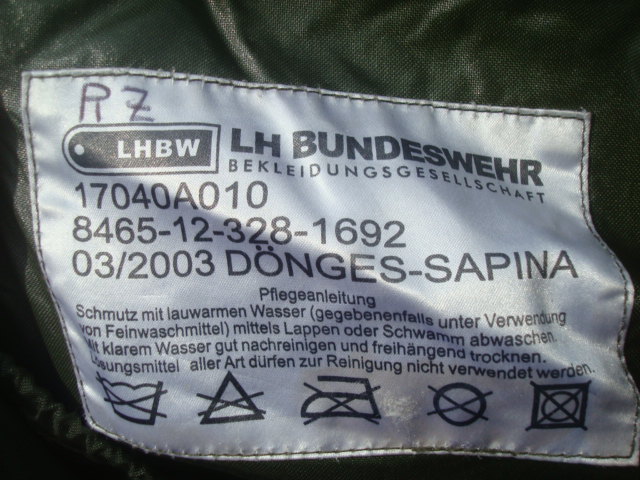 RZ
LHBW LH BUNDESWEHR
BEKLEIDUNGSGESELLSCHAFT
17040A010
8465-12-328-1692
03/2003 DÖNGES-SAPINA
Pflegeanleitung
Schmutz mit lauwarmen Wasser (gegebenenfalls unter Verwendung
von Feinwaschmittel) mittels Lappen oder Schwamm abwaschen.
Mit klarem Wasser gut nachreinigen und freihängend trocknen.
Lösungsmittel aller Art dürfen zur Reinigung nicht verwendet werden.